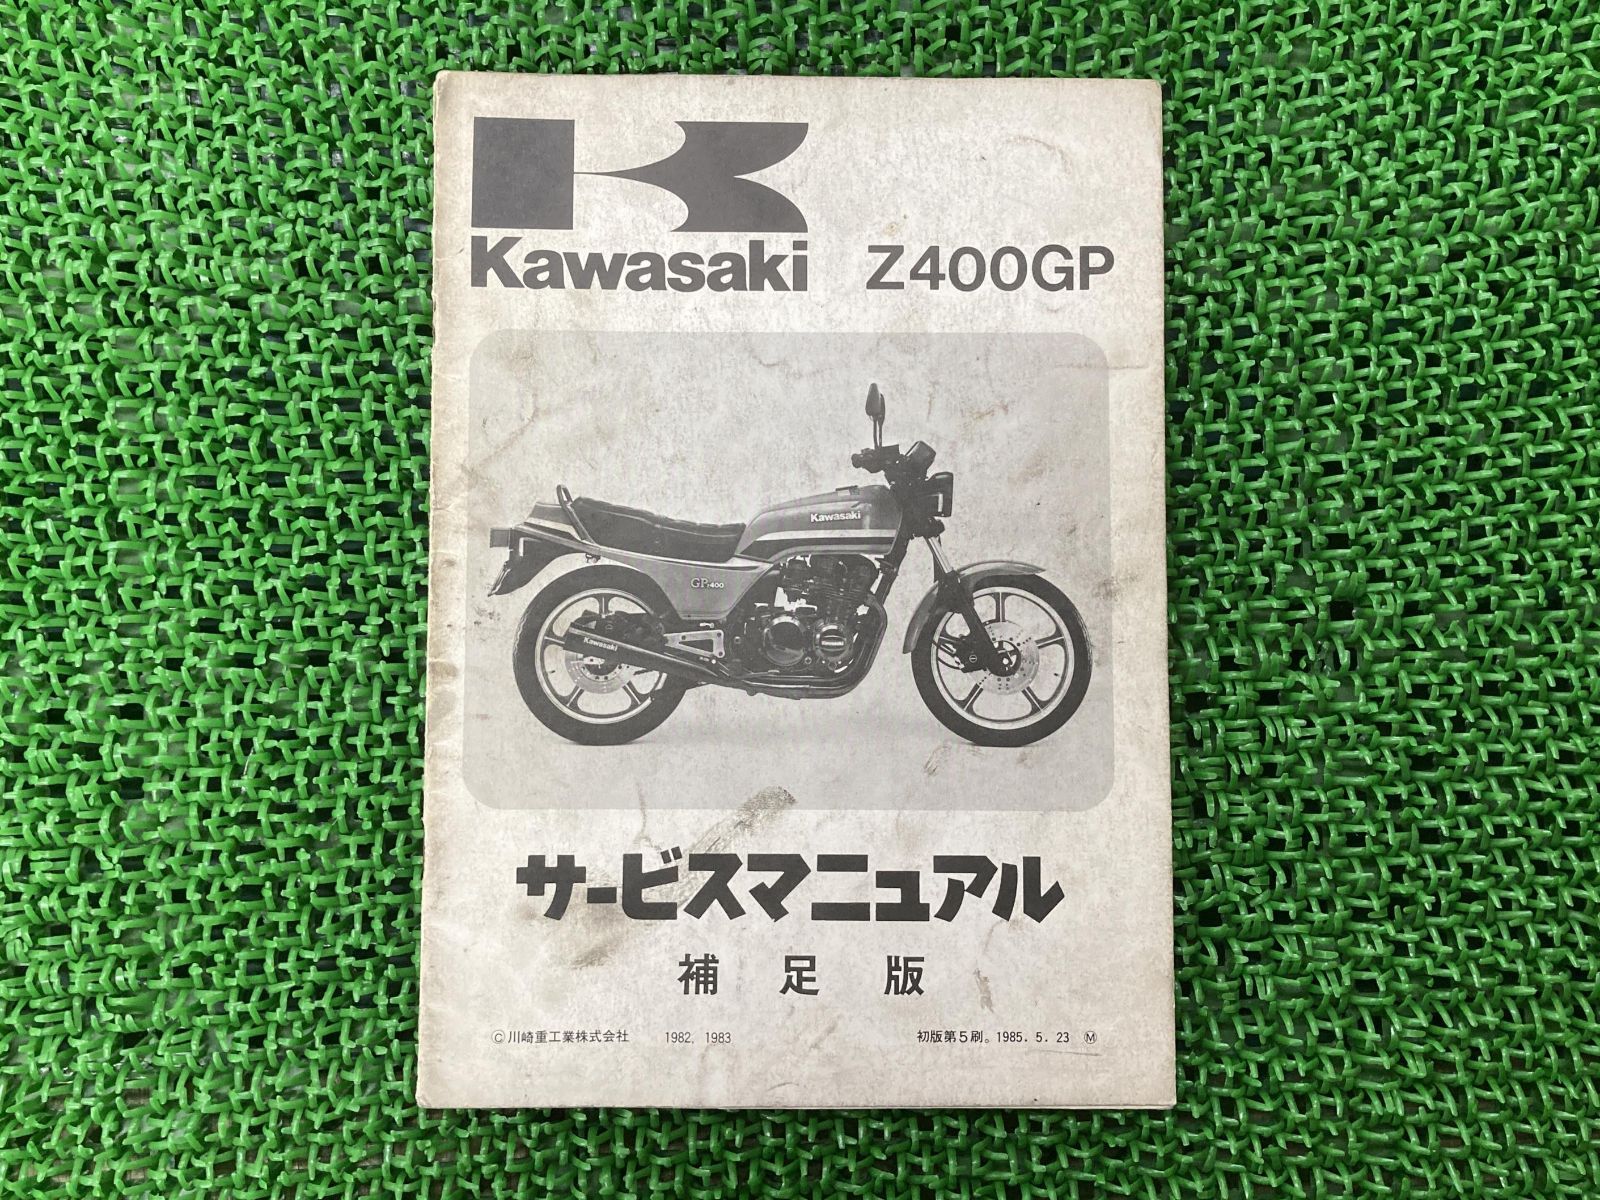 Kawasaki Z400GP
Kawasaki
GPz400
Kawasaki
サービスマニュアル
補足版
©川崎重工業株式会社 1982, 1983 初版第5刷。1985. 5. 23 Ⓜ